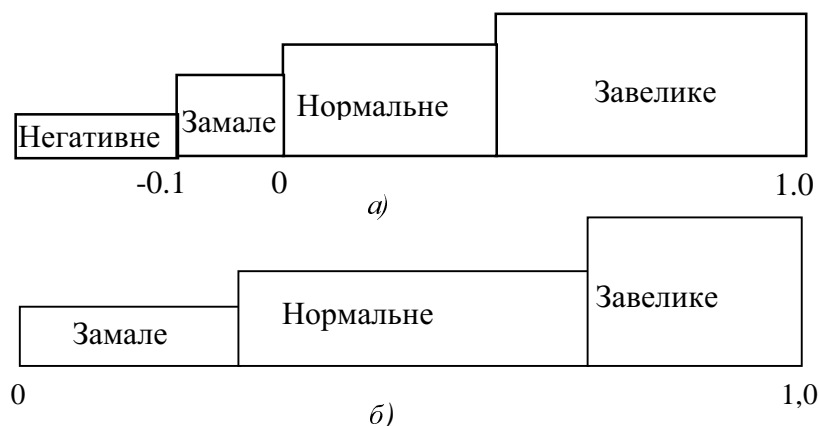 Завелике
Нормальне
Замале
Негативне
-0.1 0 1.0
а)
Завелике
Нормальне
Замале
0 1,0
б)